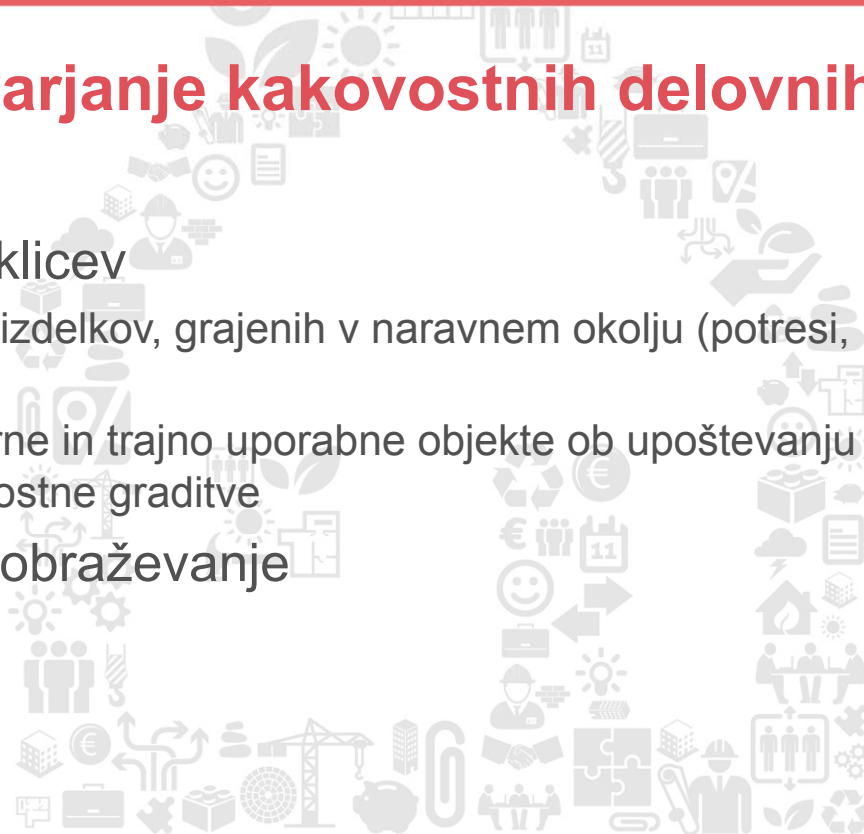 arjanje kakovostnih delovnih
klicev
izdelkov, grajenih v naravnem okolju (potresi,
rne in trajno uporabne objekte ob upoštevanju
ostne graditve
obraževanje